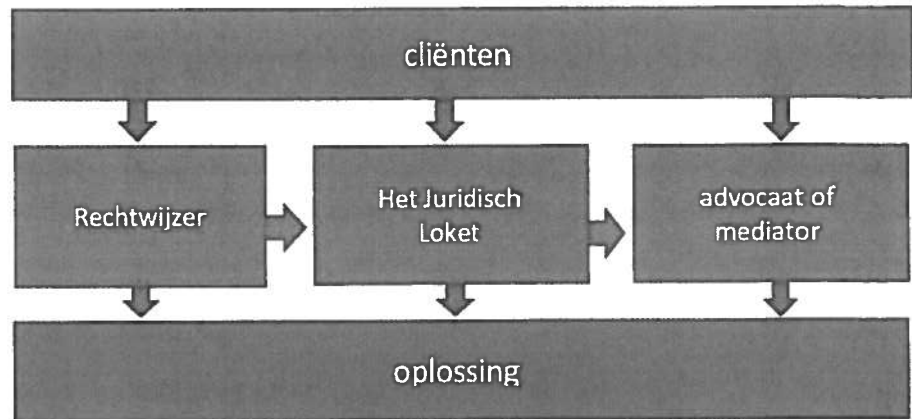 cliënten
Rechtwijzer
Het Juridisch
Loket
advocaat of
mediator
oplossing